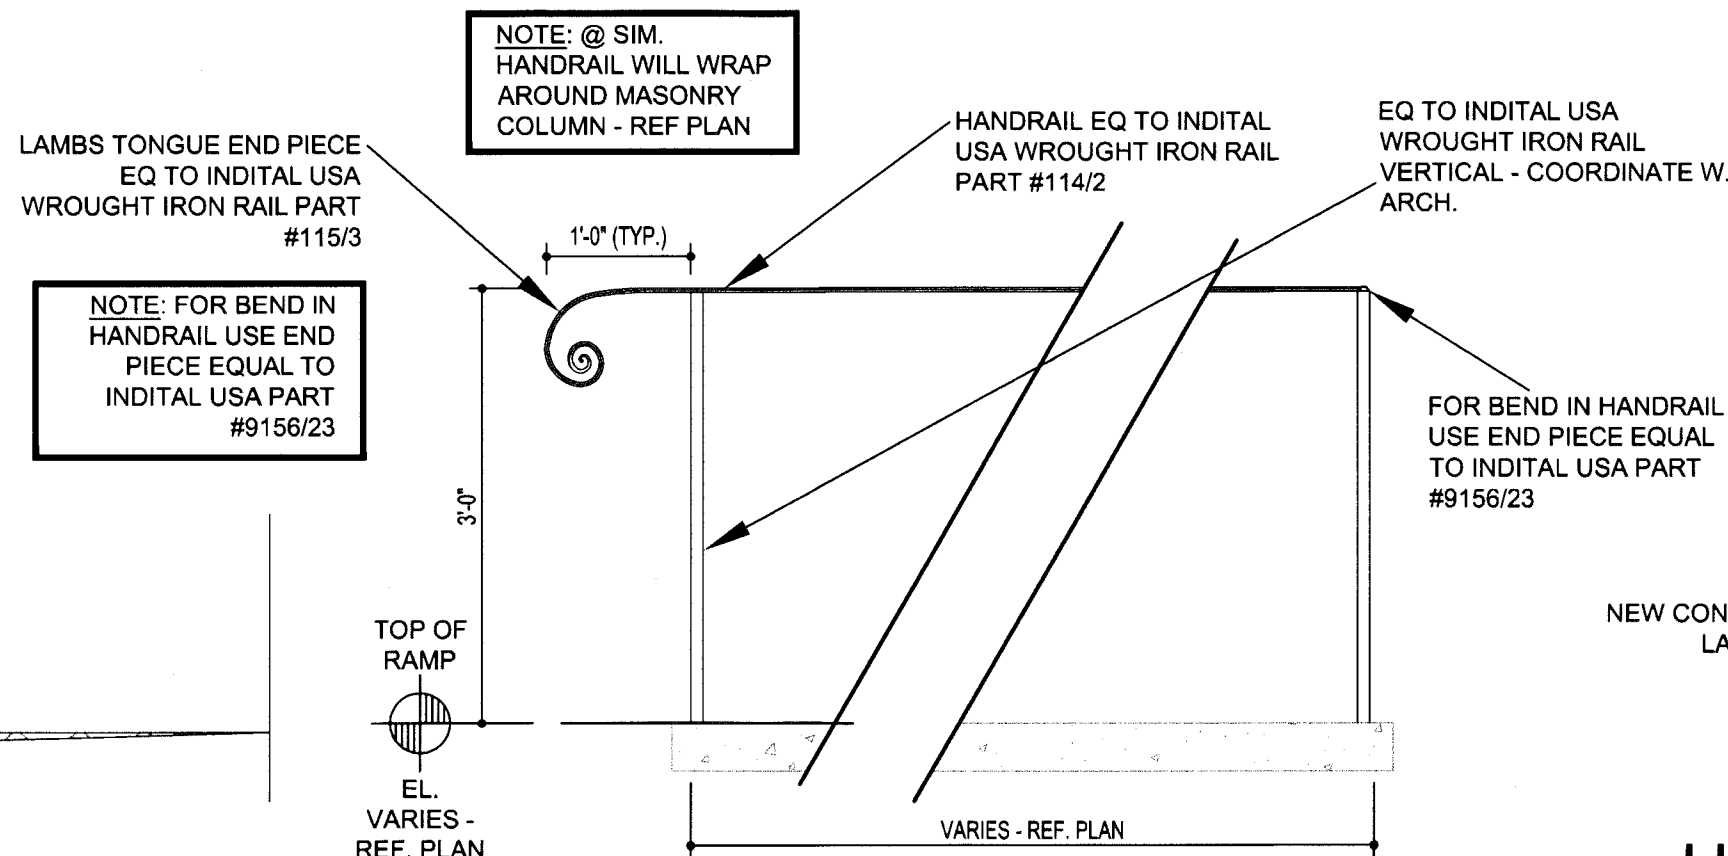 NOTE: @ SIM.
HANDRAIL WILL WRAP
AROUND MASONRY
COLUMN - REF PLAN
LAMBS TONGUE END PIECE
EQ TO INDITAL USA
WROUGHT IRON RAIL PART
#115/3
HANDRAIL EQ TO INDITAL
USA WROUGHT IRON RAIL
PART #114/2
EQ TO INDITAL USA
WROUGHT IRON RAIL
VERTICAL - COORDINATE W.
ARCH.
1'-0" (TYP.)
NOTE: FOR BEND IN
HANDRAIL USE END
PIECE EQUAL TO
INDITAL USA PART
#9156/23
FOR BEND IN HANDRAIL
USE END PIECE EQUAL
TO INDITAL USA PART
#9156/23
3'-0"
TOP OF
RAMP
EL.
VARIES -
REF. PLAN
NEW CON
LA
VARIES - REF. PLAN